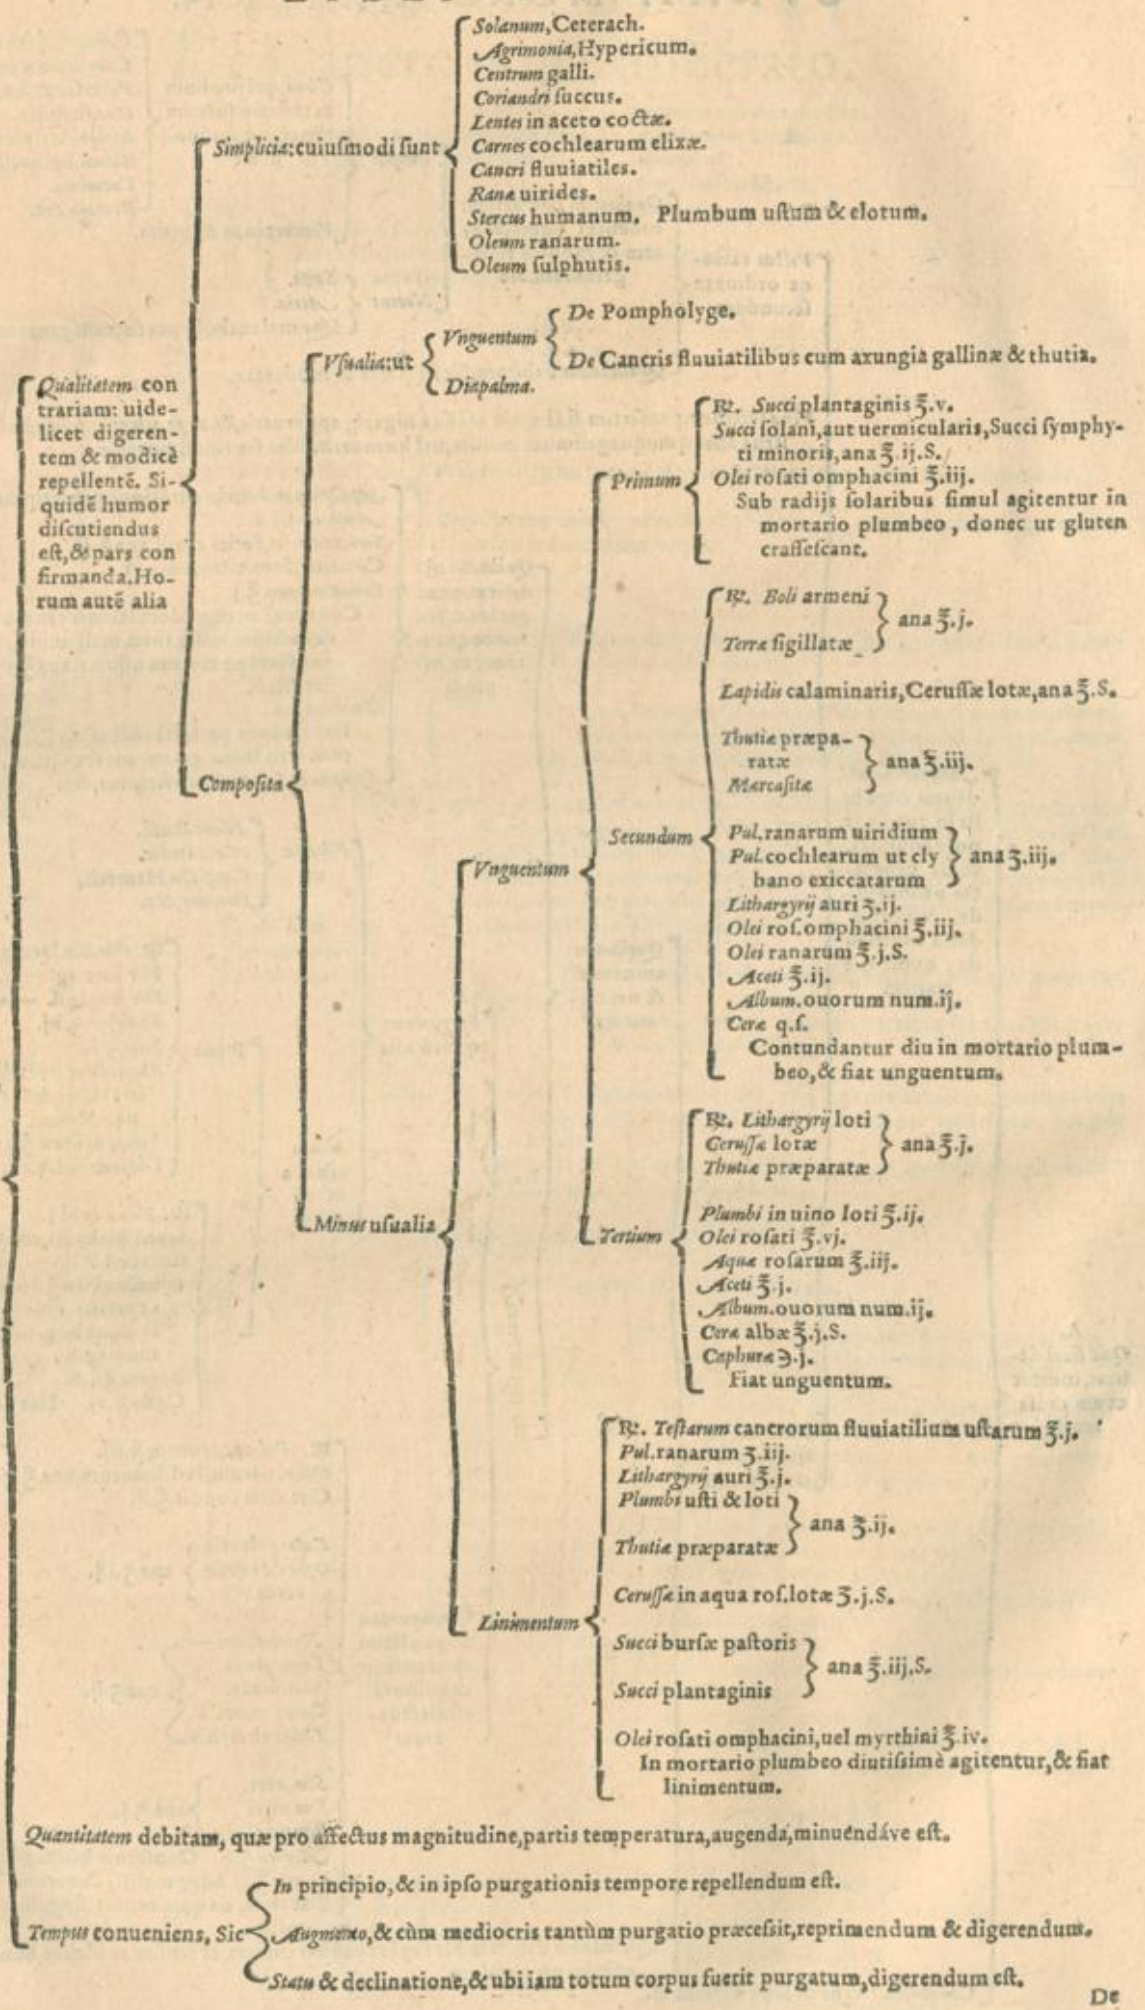 Solanum, Ceterach.
Agrimonia, Hypericum.
Centrum galli.
Coriandri ſuccus.
Lentes in aceto coctæ.
Simplicia: cuiuſmodi ſunt
Carnes cochlearum elixæ.
Cancri fluuiatiles.
Ranæ uirides.
Stercus humanum. Plumbum uſtum & elotum.
Oleum ranarum.
Oleum ſulphutis.
De Pompholyge.
Vſualia: ut
Vnguentum
De Cancris fluuiatilibus cum axungia gallinæ & thutia.
Diapalma.
Qualitatem con
trariam: uide-
licet digeren-
tem & modicè
repellentē. Si-
quidē humor
diſcutiendus
eſt, & pars con
firmanda. Ho-
rum autē alia
℞. Succi plantaginis ℥.v.
Succi ſolani, aut uermicularis, Succi ſymphy-
ti minoris, ana ℥.ij.S.
Primum
Olei roſati omphacini ℥.iij.
Sub radijs ſolaribus ſimul agitentur in
mortario plumbeo, donec ut gluten
craſſeſcant.
℞. Boli armeni
ana ℥.j.
Terræ ſigillatæ
Lapidis calaminaris, Ceruſſæ lotæ, ana ℥.S.
Thutiæ præpa-
ratæ
ana ʒ.iij.
Marcaſitæ
Compoſita
Secundum
Pul. ranarum uiridium
Pul. cochlearum ut cly
ana ʒ.iij.
bano exiccatarum
Vnguentum
Lithargyrij auri ʒ.ij.
Olei roſ. omphacini ℥.iij.
Olei ranarum ℥.j.S.
Aceti ℥.ij.
Album. ouorum num. ij.
Ceræ q.ſ.
Contundantur diu in mortario plum-
beo, & fiat unguentum.
℞. Lithargyrij loti
Ceruſſæ lotæ
ana ℥.j.
Thutiæ præparatæ
Minus uſualia
Plumbi in uino loti ℥.ij.
Tertium
Olei roſati ℥.vj.
Aquæ roſarum ℥.iij.
Aceti ℥.j.
Album. ouorum num. ij.
Ceræ albæ ℥.j.S.
Caphuræ ℈.j.
Fiat unguentum.
℞. Teſtarum cancrorum fluuiatilium uſtarum ℥.j.
Pul. ranarum ʒ.iij.
Lithargyrij auri ℥.j.
Plumbi uſti & loti
ana ʒ.ij.
Thutiæ præparatæ
Ceruſſæ in aqua roſ. lotæ ʒ.j.S.
Linimentum
Succi burſæ paſtoris
ana ℥.iij.S.
Succi plantaginis
Olei roſati omphacini, uel myrthini ℥.iv.
In mortario plumbeo diutiſsimè agitentur, & fiat
linimentum.
Quantitatem debitam, quæ pro affectus magnitudine, partis temperatura, augenda, minuendáve eſt.
In principio, & in ipſo purgationis tempore repellendum eſt.
Tempus conueniens, Sic
Augmento, & cùm mediocris tantùm purgatio præceſsit, reprimendum & digerendum.
Statu & declinatione, & ubi iam totum corpus fuerit purgatum, digerendum eſt.
De